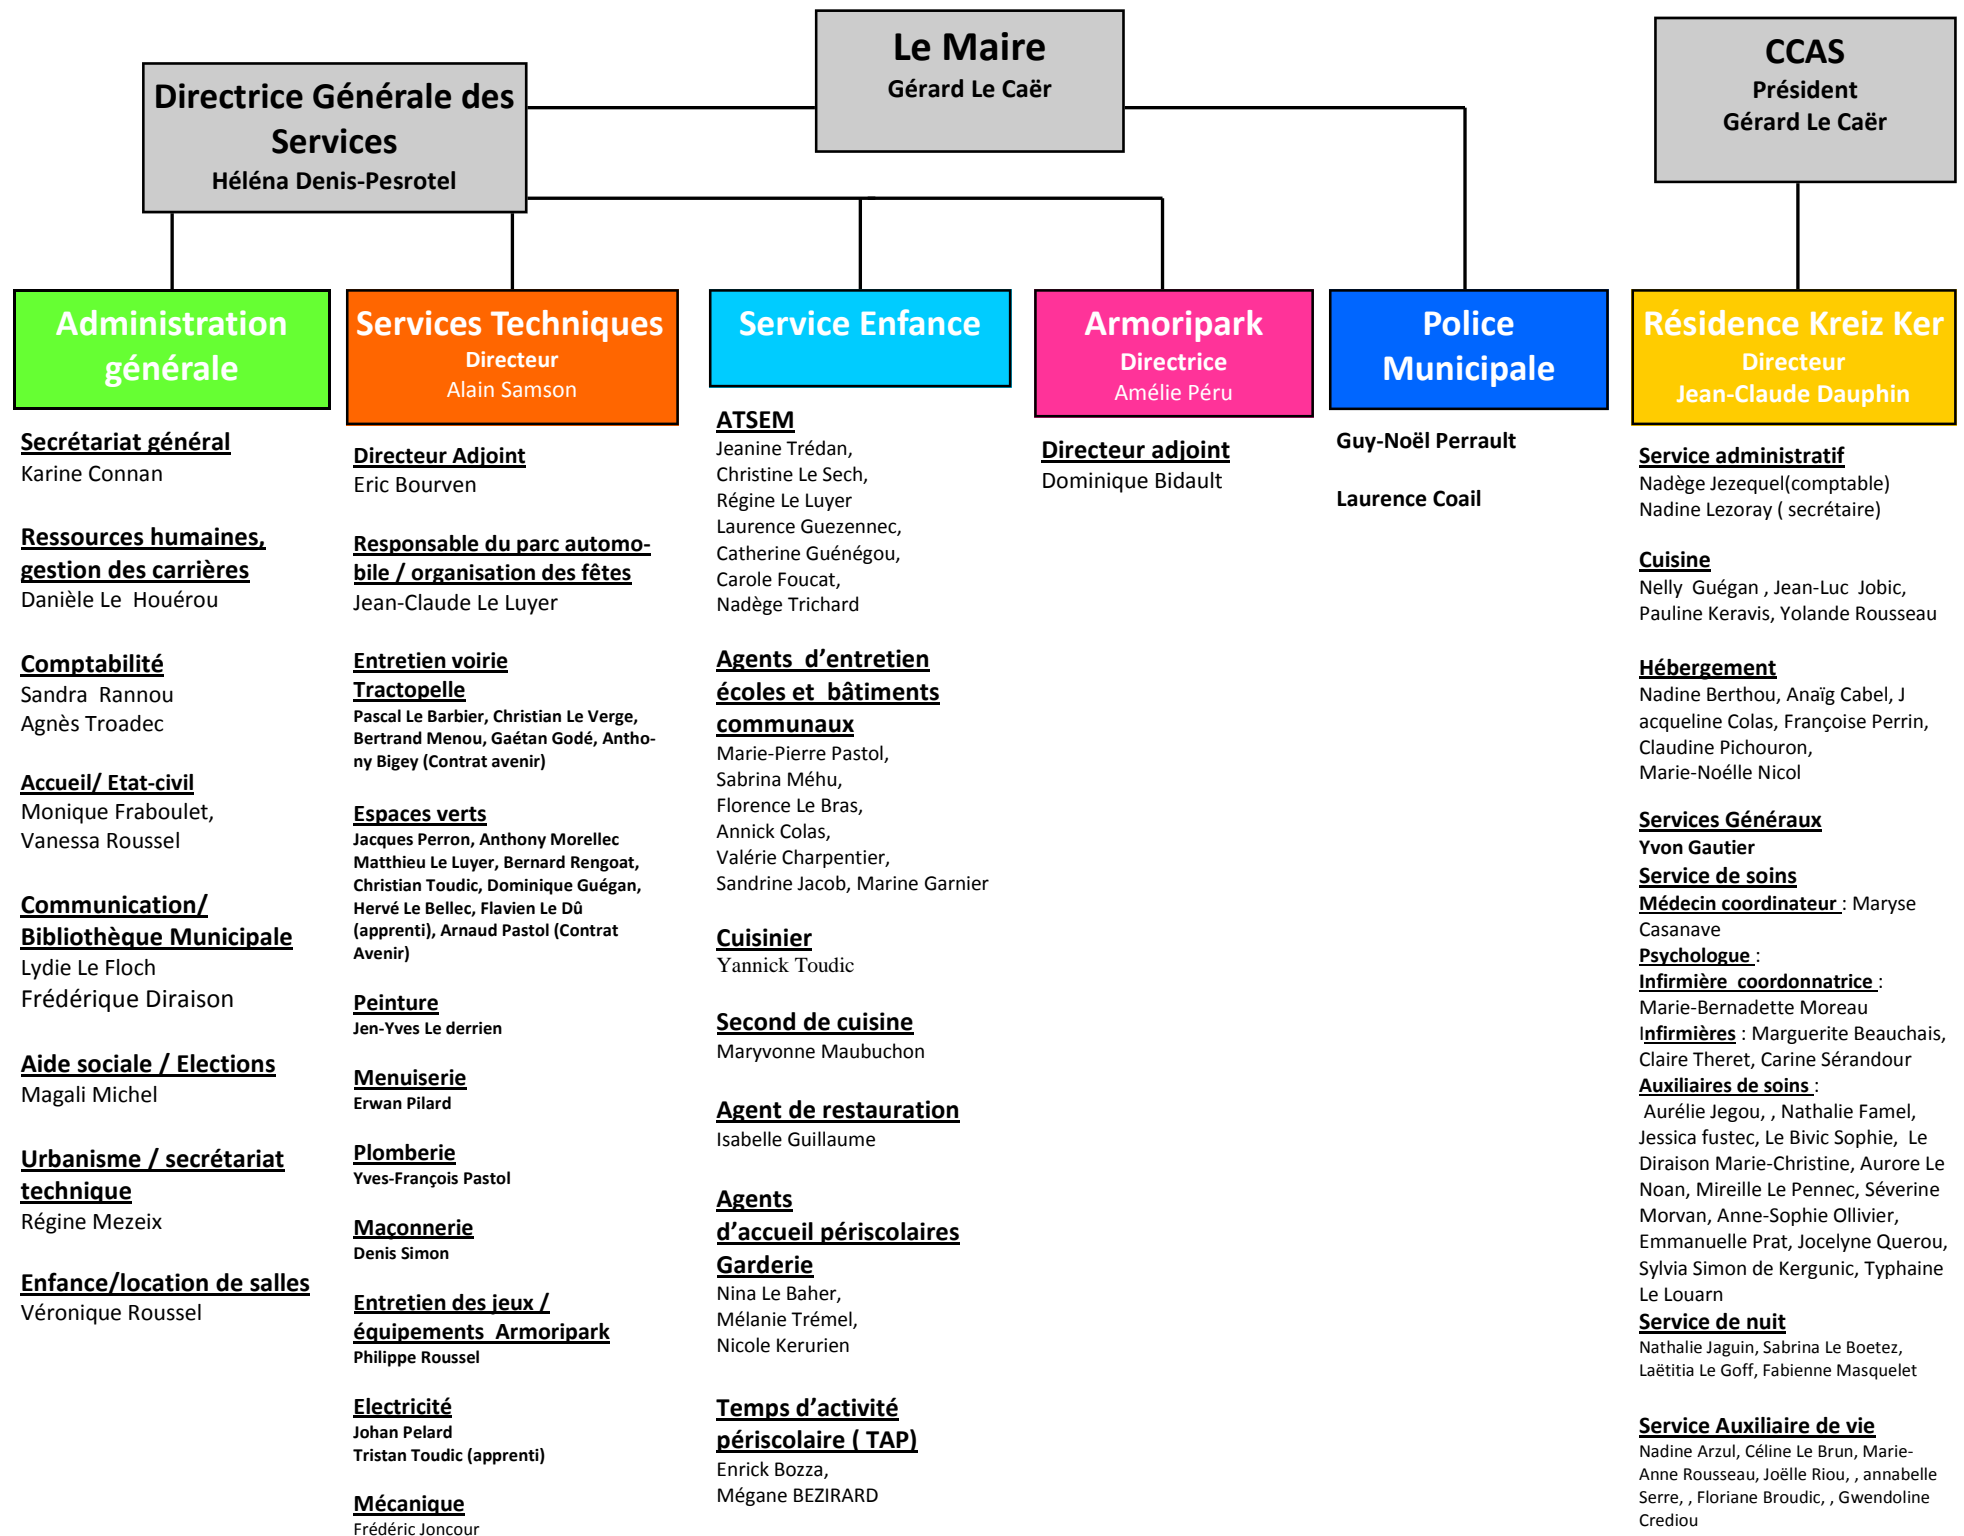 Le Maire
Gérard Le Caër
CCAS
Président
Gérard Le Caër
Directrice Générale des
Services
Héléna Denis-Pesrotel
Administration
générale
Secrétariat général
Karine Connan
Ressources humaines,
gestion des carrières
Danièle Le  Houérou
Comptabilité
Sandra  Rannou
Agnès Troadec
Accueil/ Etat-civil
Monique Fraboulet,
Vanessa Roussel
Communication/
Bibliothèque Municipale
Lydie Le Floch
Frédérique Diraison
Aide sociale / Elections
Magali Michel
Urbanisme / secrétariat
technique
Régine Mezeix
Enfance/location de salles
Véronique Roussel
Services Techniques
Directeur
Alain Samson
Directeur Adjoint
Eric Bourven
Responsable du parc automo-
bile / organisation des fêtes
Jean-Claude Le Luyer
Entretien voirie
Tractopelle
Pascal Le Barbier, Christian Le Verge,
Bertrand Menou, Gaétan Godé, Antho-
ny Bigey (Contrat avenir)
Espaces verts
Jacques Perron, Anthony Morellec
Matthieu Le Luyer, Bernard Rengoat,
Christian Toudic, Dominique Guégan,
Hervé Le Bellec, Flavien Le Dû
(apprenti), Arnaud Pastol (Contrat
Avenir)
Peinture
Jen-Yves Le derrien
Menuiserie
Erwan Pilard
Plomberie
Yves-François Pastol
Maçonnerie
Denis Simon
Entretien des jeux /
équipements  Armoripark
Philippe Roussel
Electricité
Johan Pelard
Tristan Toudic (apprenti)
Mécanique
Frédéric Joncour
Service Enfance
ATSEM
Jeanine Trédan,
Christine Le Sech,
Régine Le Luyer
Laurence Guezennec,
Catherine Guénégou,
Carole Foucat,
Nadège Trichard
Agents  d’entretien
écoles et  bâtiments
communaux
Marie-Pierre Pastol,
Sabrina Méhu,
Florence Le Bras,
Annick Colas,
Valérie Charpentier,
Sandrine Jacob, Marine Garnier
Cuisinier
Yannick Toudic
Second de cuisine
Maryvonne Maubuchon
Agent de restauration
Isabelle Guillaume
Agents
d’accueil périscolaires
Garderie
Nina Le Baher,
Mélanie Trémel,
Nicole Kerurien
Temps d’activité
périscolaire ( TAP)
Enrick Bozza,
Mégane BEZIRARD
Armoripark
Directrice
Amélie Péru
Directeur adjoint
Dominique Bidault
Police
Municipale
Guy-Noël Perrault
Laurence Coail
Résidence Kreiz Ker
Directeur
Jean-Claude Dauphin
Service administratif
Nadège Jezequel(comptable)
Nadine Lezoray ( secrétaire)
Cuisine
Nelly  Guégan , Jean-Luc  Jobic,
Pauline Keravis, Yolande Rousseau
Hébergement
Nadine Berthou, Anaïg Cabel, J
acqueline Colas, Françoise Perrin,
Claudine Pichouron,
Marie-Noélle Nicol
Services Généraux
Yvon Gautier
Service de soins
Médecin coordinateur : Maryse
Casanave
Psychologue :
Infirmière  coordonnatrice :
Marie-Bernadette Moreau
Infirmières : Marguerite Beauchais,
Claire Theret, Carine Sérandour
Auxiliaires de soins :
Aurélie Jegou, , Nathalie Famel,
Jessica fustec, Le Bivic Sophie,  Le
Diraison Marie-Christine, Aurore Le
Noan, Mireille Le Pennec, Séverine
Morvan, Anne-Sophie Ollivier,
Emmanuelle Prat, Jocelyne Querou,
Sylvia Simon de Kergunic, Typhaine
Le Louarn
Service de nuit
Nathalie Jaguin, Sabrina Le Boetez,
Laëtitia Le Goff, Fabienne Masquelet
Service Auxiliaire de vie
Nadine Arzul, Céline Le Brun, Marie-
Anne Rousseau, Joëlle Riou, , annabelle
Serre, , Floriane Broudic, , Gwendoline
Crediou